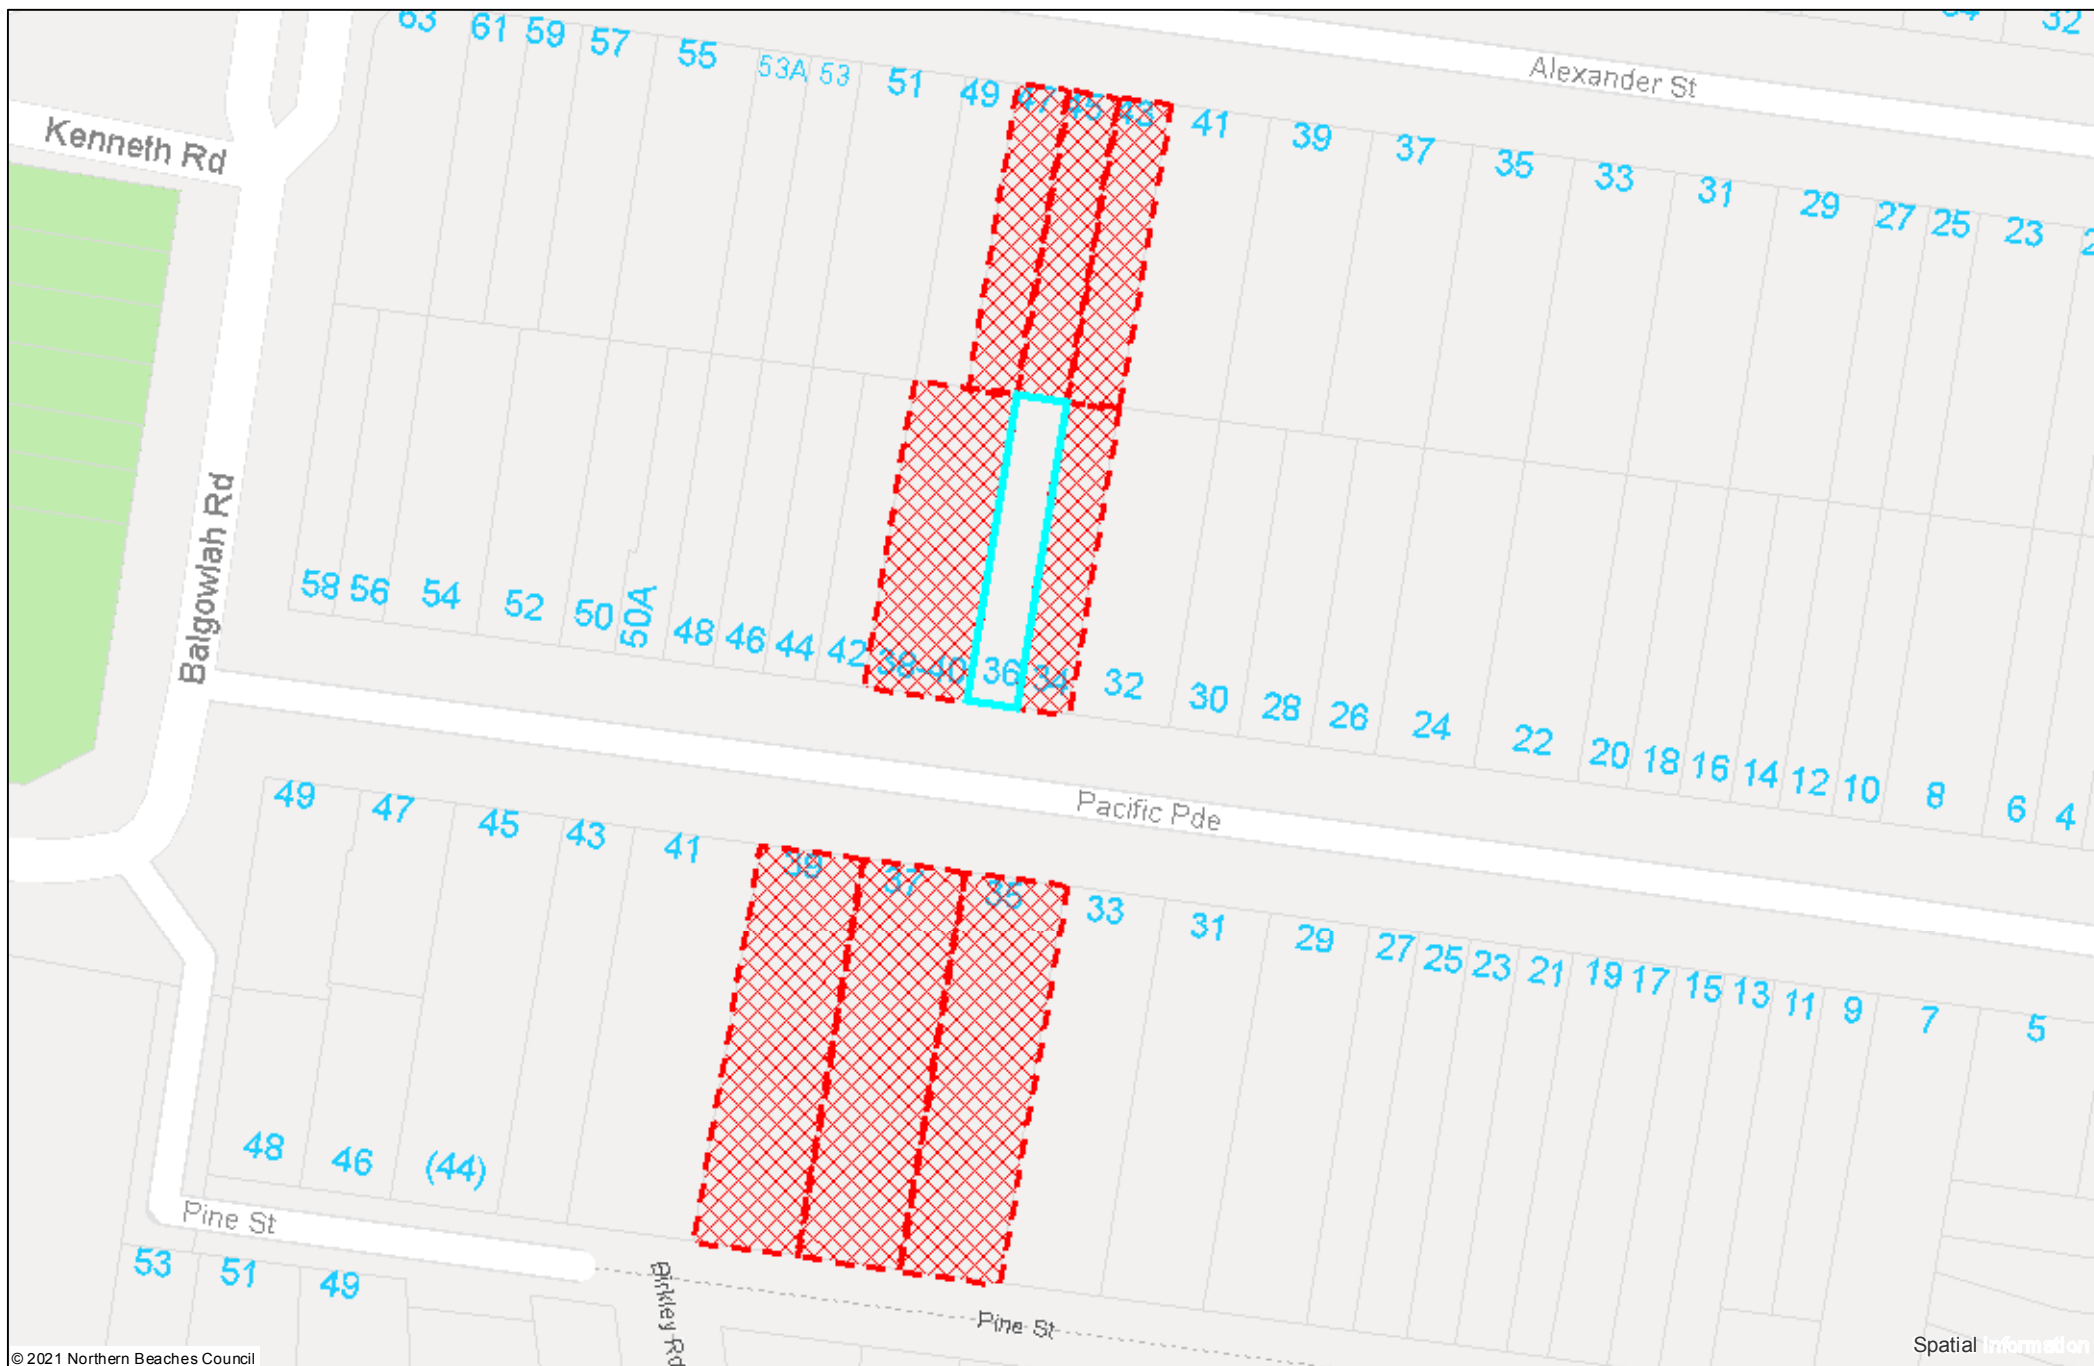 63 61 59 57 55 53A 53 51 49 47 45 43 41 39 37 35 33 31 29 27 25 23
32
Alexander St
Kenneth Rd
Balgowlah Rd
58 56 54 52 50 50A 48 46 44 42 38-40 36 34 32 30 28 26 24 22 20 18 16 14 12 10 8 6 4
Pacific Pde
49 47 45 43 41 39 37 35 33 31 29 27 25 23 21 19 17 15 13 11 9 7 5
48 46 (44)
Pine St
53 51 49
Birkley Rd
Pine St
Spatial Information
© 2021 Northern Beaches Council